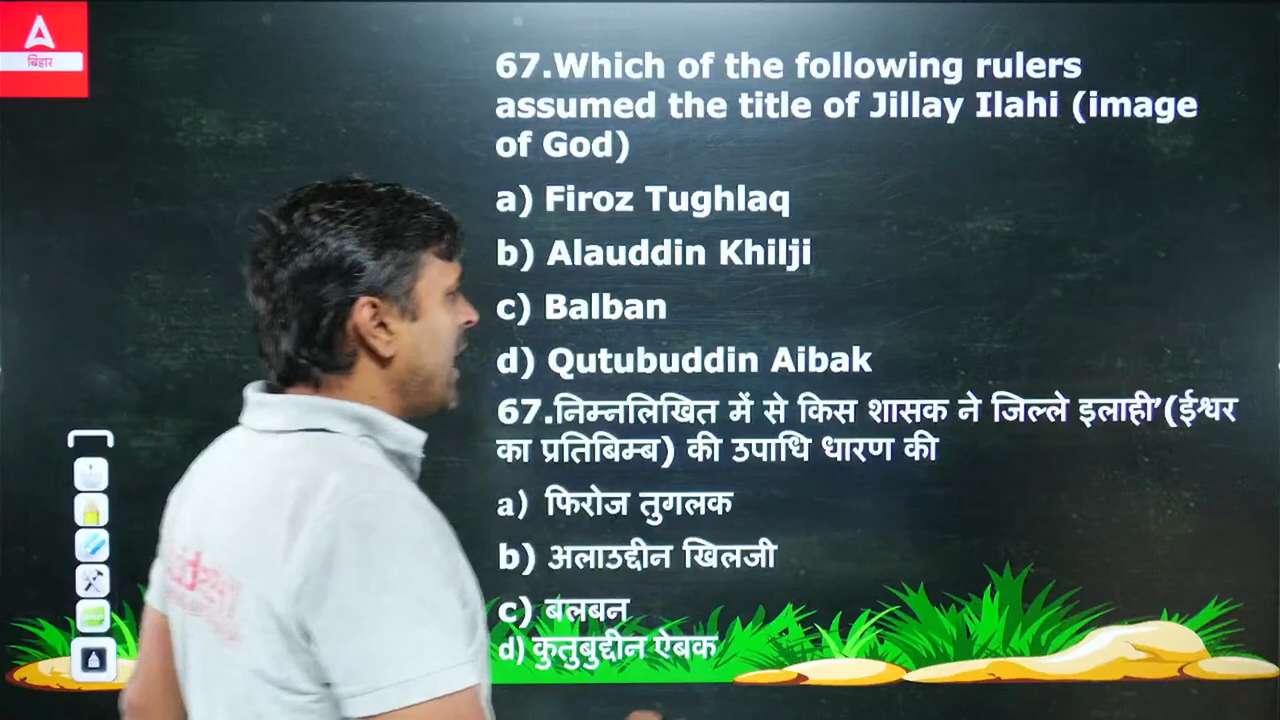 बिहार
67.Which of the following rulers
assumed the title of Jillay Ilahi (image
of God)
a) Firoz Tughlaq
b) Alauddin Khilji
c) Balban
d) Qutubuddin Aibak
67.निम्नलिखित में से किस शासक ने जिल्ले इलाही’(ईश्वर
का प्रतिबिम्ब) की उपाधि धारण की
a) फिरोज तुगलक
b) अलाउद्दीन खिलजी
c) बलबन
d) कुतुबुद्दीन ऐबक